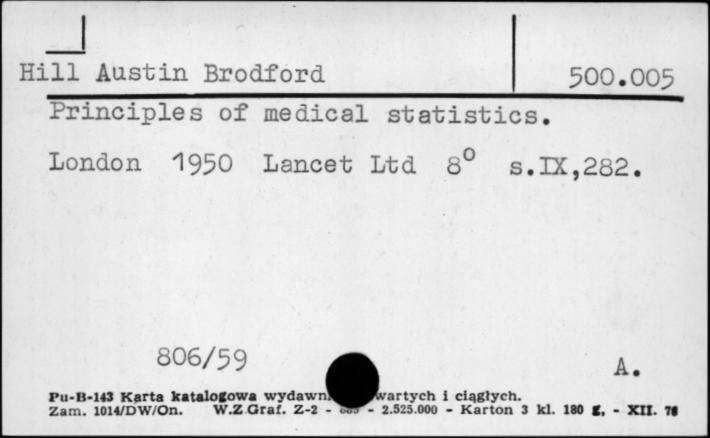 Hill Austin Brodford 500.005
Principles of medical statistics.
London 1950 Lancet Ltd 8° s.IX,282.
806/59 A.
Pu-B-143 Karta katalogowa wydawn wartych i ciągłych.
Zam. 1014/DW/On. W.Z.Graf. Z-2 - - 2.525.000 - Karton 3 kl. 180 g. - XII.